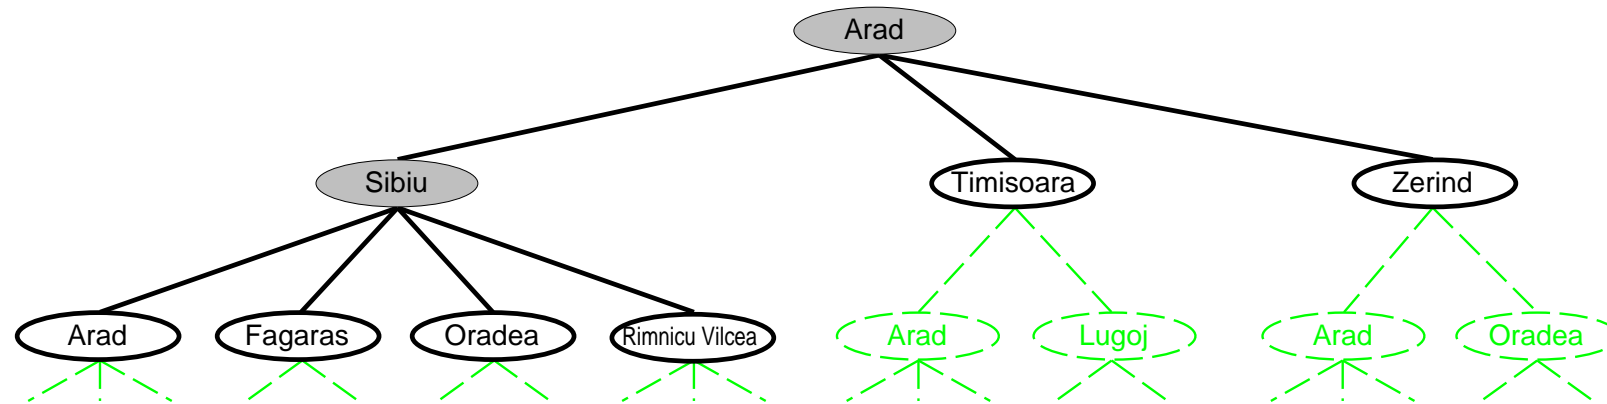 Arad
Sibiu
Timisoara
Zerind
Arad
Fagaras
Oradea
Rimnicu Vilcea
Arad
Lugoj
Arad
Oradea